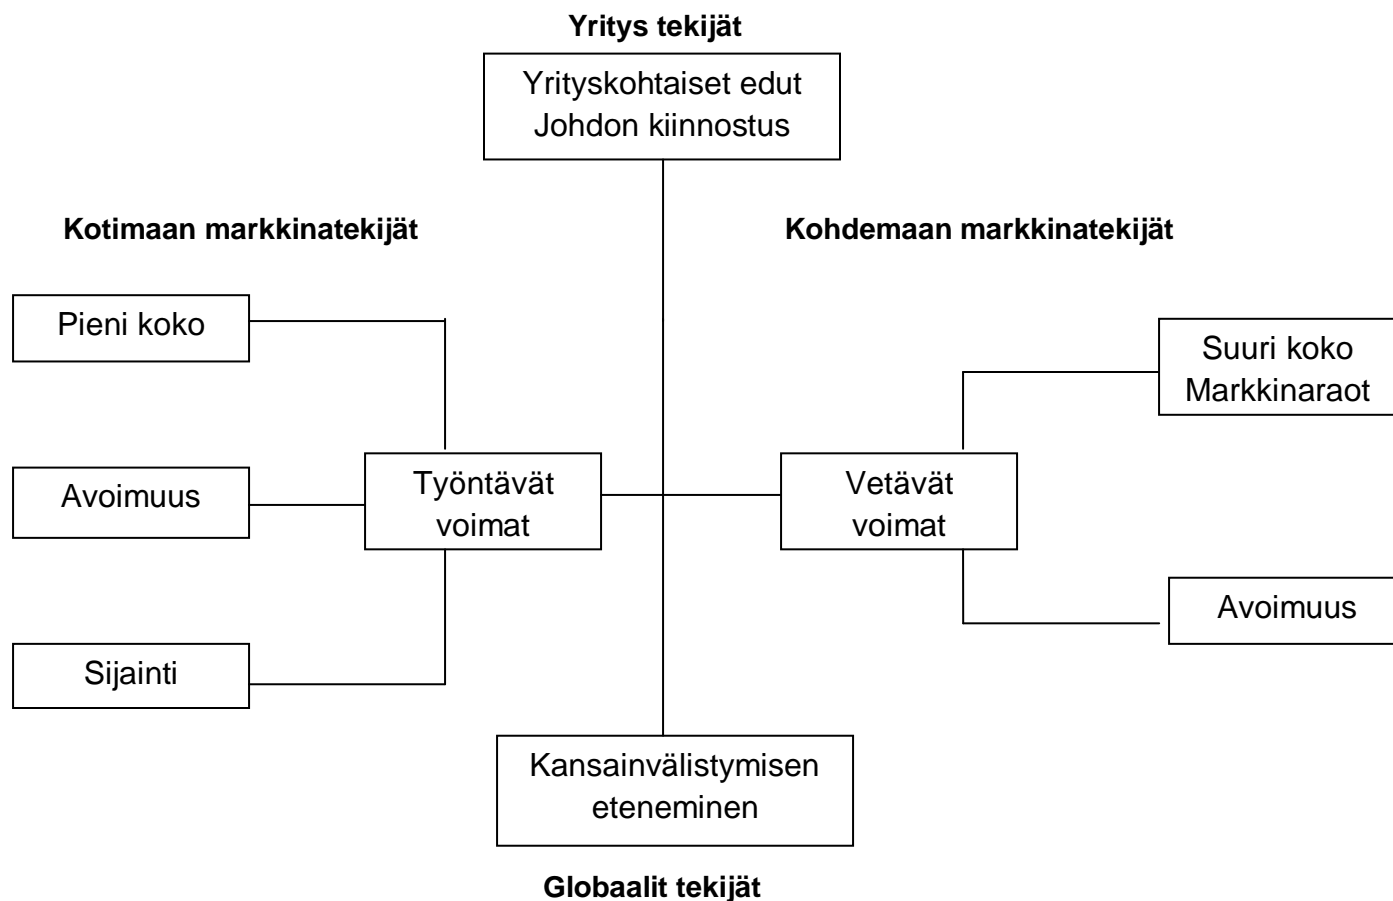 Yritys tekijät
Yrityskohtaiset edut
Johdon kiinnostus
Kotimaan markkinatekijät
Kohdemaan markkinatekijät
Pieni koko
Suuri koko
Markkinaraot
Avoimuus
Työntävät
voimat
Vetävät
voimat
Avoimuus
Sijainti
Kansainvälistymisen
eteneminen
Globaalit tekijät